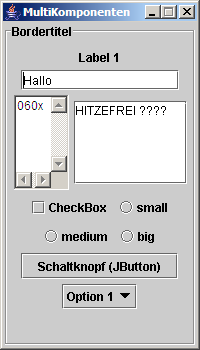 MultiKomponenten
Bordertitel
Label 1
Hallo
060x
HITZEFREI ????
CheckBox
small
medium
big
Schaltknopf (JButton)
Option 1